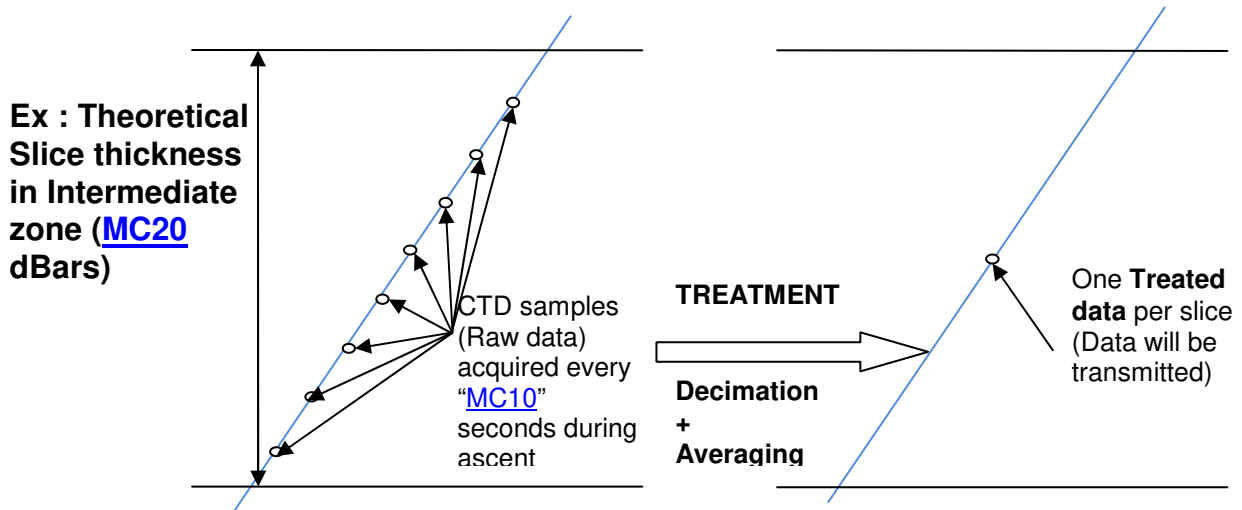 Ex : Theoretical
Slice thickness
in Intermediate
zone (MC20
dBars)
CTD samples
(Raw data)
acquired every
“MC10”
seconds during
ascent
TREATMENT
Decimation
+
Averaging
One Treated
data per slice
(Data will be
transmitted)